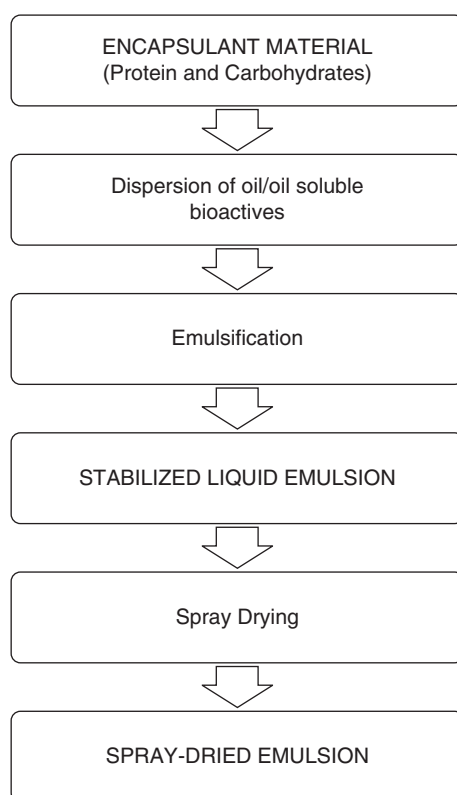 ENCAPSULANT MATERIAL
(Protein and Carbohydrates)
Dispersion of oil/oil soluble
bioactives
Emulsification
STABILIZED LIQUID EMULSION
Spray Drying
SPRAY-DRIED EMULSION